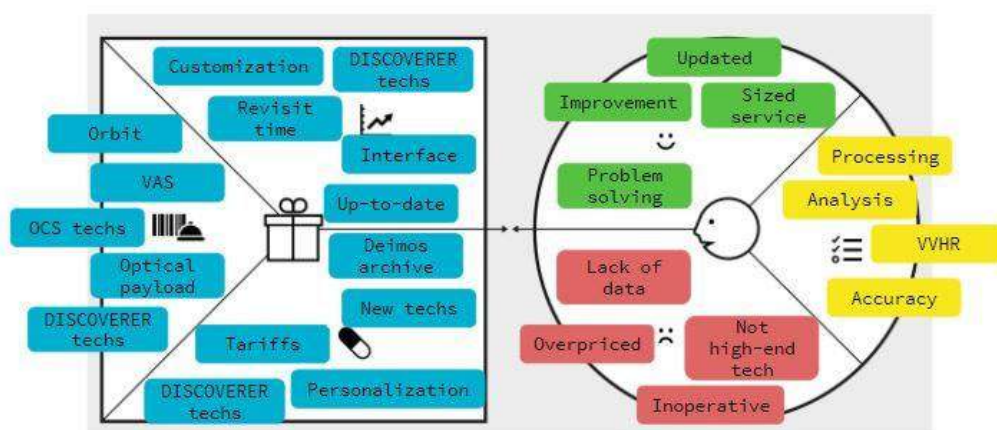 Customization
DISCOVERER
techs
Revisit
time
Orbit
Interface
VAS
Up-to-date
OCS techs
Deimos
archive
Optical
payload
New techs
DISCOVERER
techs
Tariffs
Personalization
DISCOVERER
techs
Updated
Improvement
Sized
service
Problem
solving
Processing
Analysis
VVHR
Accuracy
Lack of
data
Overpriced
Not
high-end
tech
Inoperative